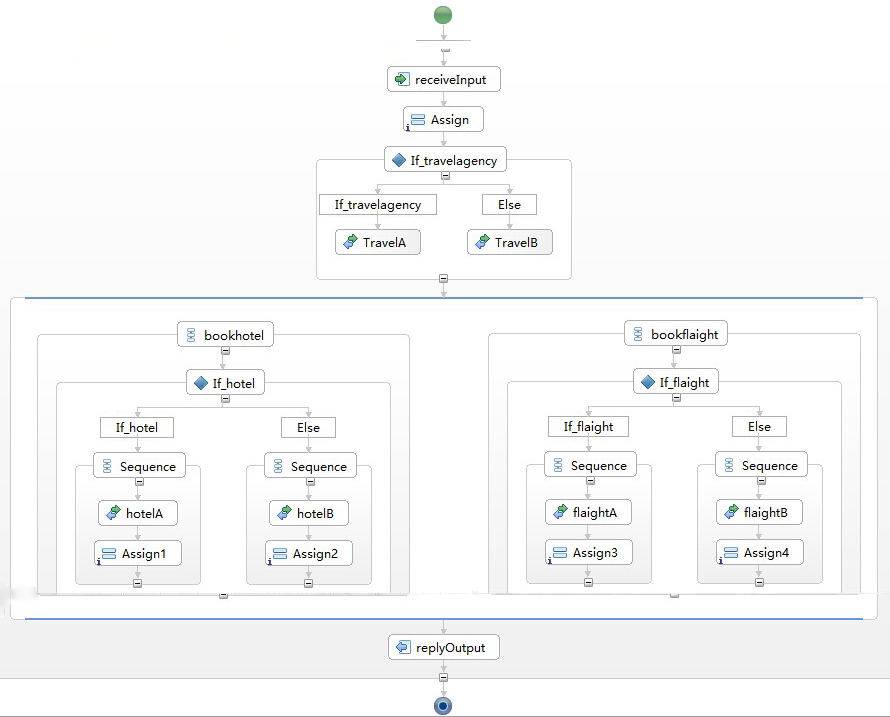 receiveInput
Assign
If_travelagency
If_travelagency
Else
TravelA
TravelB
bookhotel
bookflaight
If_hotel
If_flaight
If_hotel
Else
If_flaight
Else
Sequence
Sequence
Sequence
Sequence
hotelA
hotelB
flaightA
flaightB
Assign1
Assign2
Assign3
Assign4
replyOutput